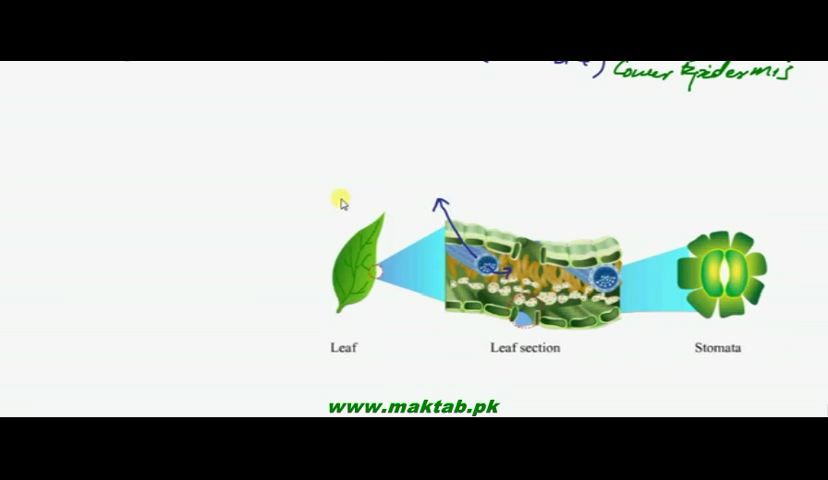 Lower Epidermis
Leaf
Leaf section
Stomata
www.maktab.pk